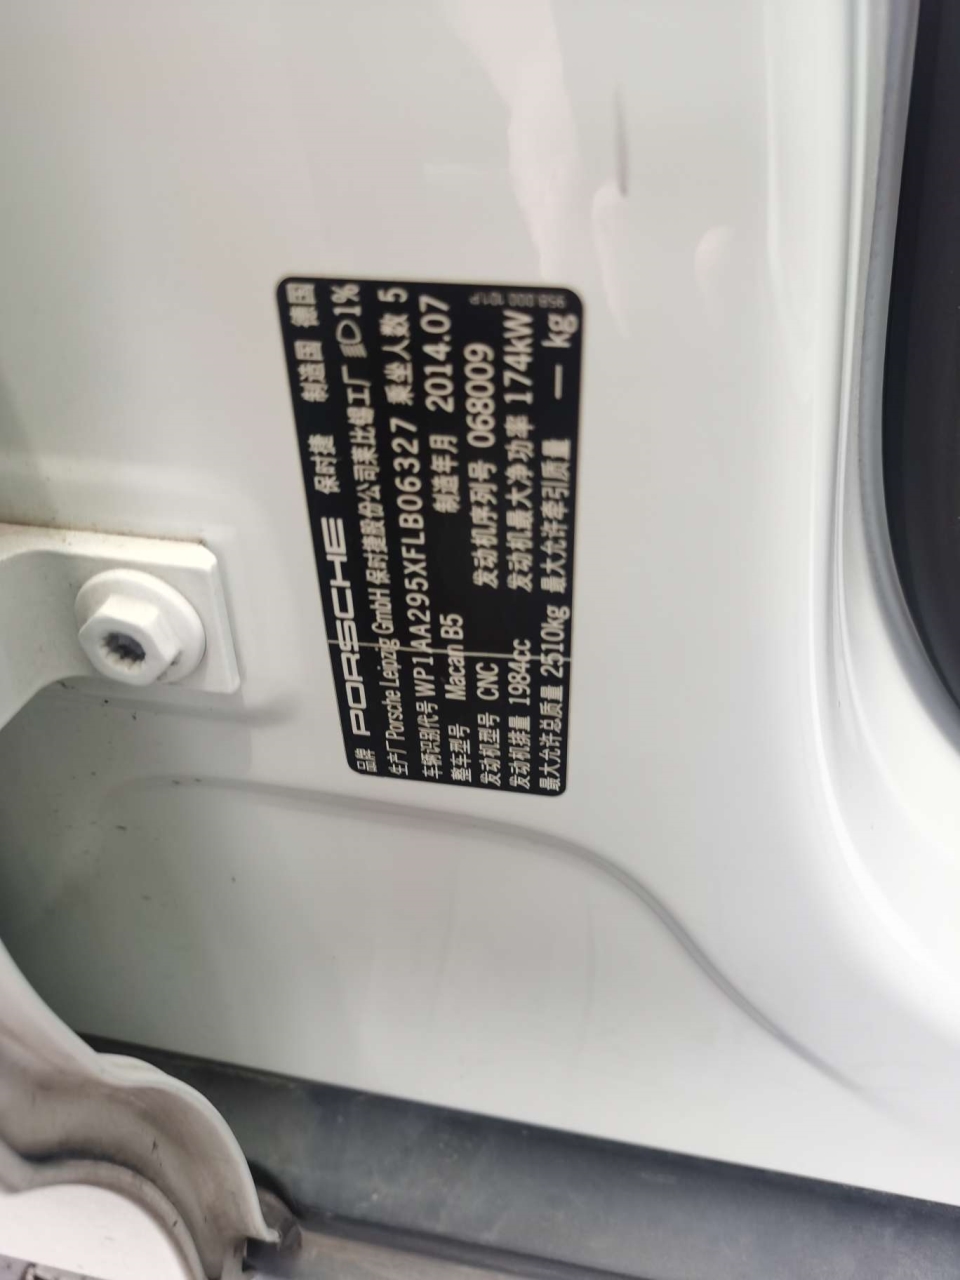 品牌 PORSCHE 保时捷 制造国 德国
生产厂 Porsche Leipzig GmbH 保时捷股份公司莱比锡工厂 1%
车辆识别代号 WP1AA295XFLB06327 乘坐人数 5
整车型号 Macan B5 制造年月 2014.07
发动机型号 CNC 发动机序列号 068009
发动机排量 1984cc 发动机最大净功率 174kW
最大允许总质量 2510kg 最大允许牵引质量 — kg
95B 000 101P